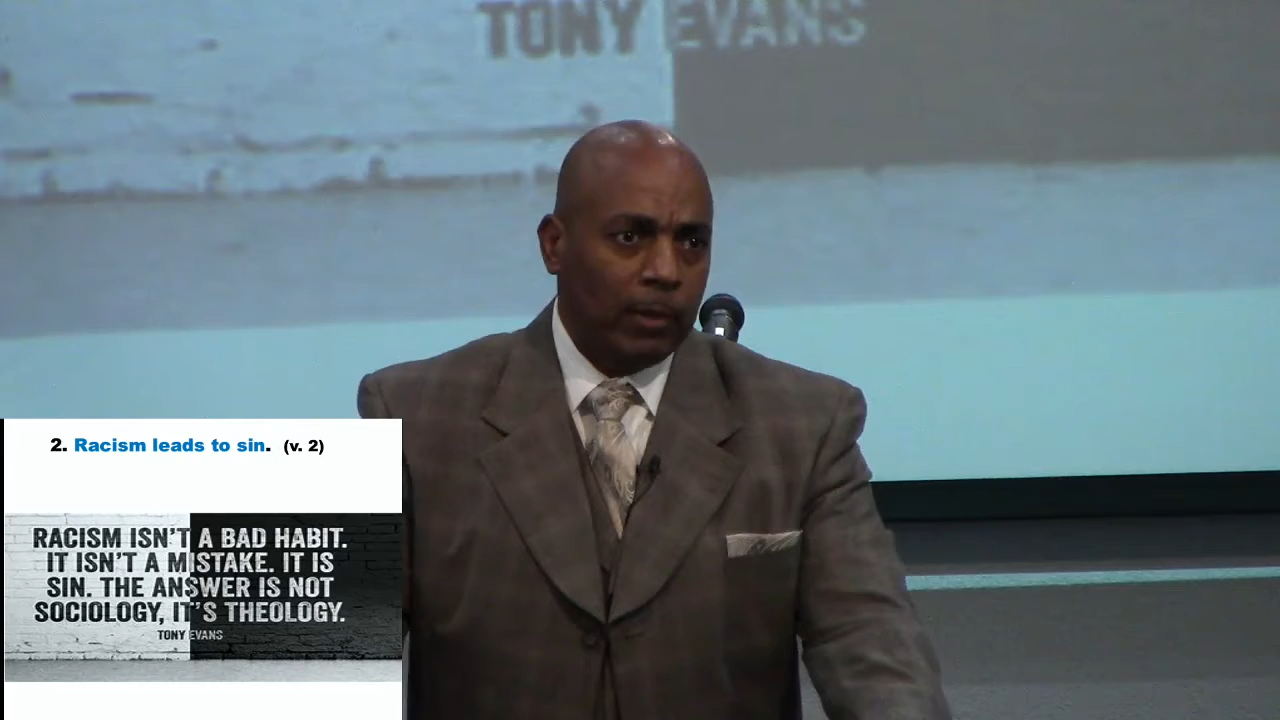 TONY EVANS
2. Racism leads to sin. (v. 2)
RACISM ISN'T A BAD HABIT.
IT ISN'T A MISTAKE. IT IS
SIN. THE ANSWER IS NOT
SOCIOLOGY, IT'S THEOLOGY.
TONY EVANS